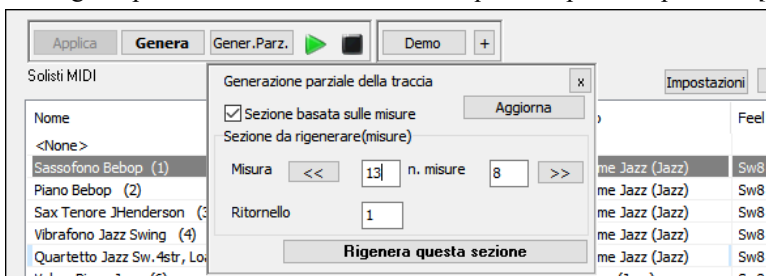 Applica Genera Gener.Parz. Demo +
Solisti MIDI
Impostazioni
Generazione parziale della traccia x
Sezione basata sulle misure Aggiorna
Sezione da rigenerare(misure)
Misura << 13 n. misure 8 >>
Ritornello 1
Rigenera questa sezione
Nome Feel
<None>
Sassofono Bebop (1) me Jazz (Jazz) Sw8
Piano Bebop (2) me Jazz (Jazz) Sw8
Sax Tenore JHenderson me Jazz (Jazz) Sw8
Vibrafono Jazz Swing (4) me Jazz (Jazz) Sw8
Quartetto Jazz Sw.4str, me Jazz (Jazz) Sw8